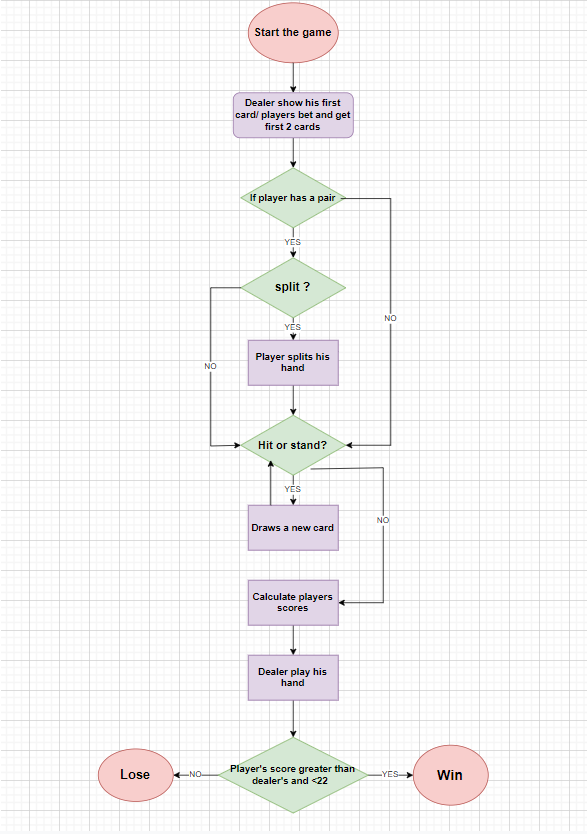 Start the game
Dealer show his first
card/ players bet and get
first 2 cards
If player has a pair
YES
split ?
NO
YES
Player splits his
hand
NO
Hit or stand?
YES
Draws a new card
NO
Calculate players
scores
Dealer play his
hand
Player's score greater than
dealer's and <22
Lose
NO
YES
Win